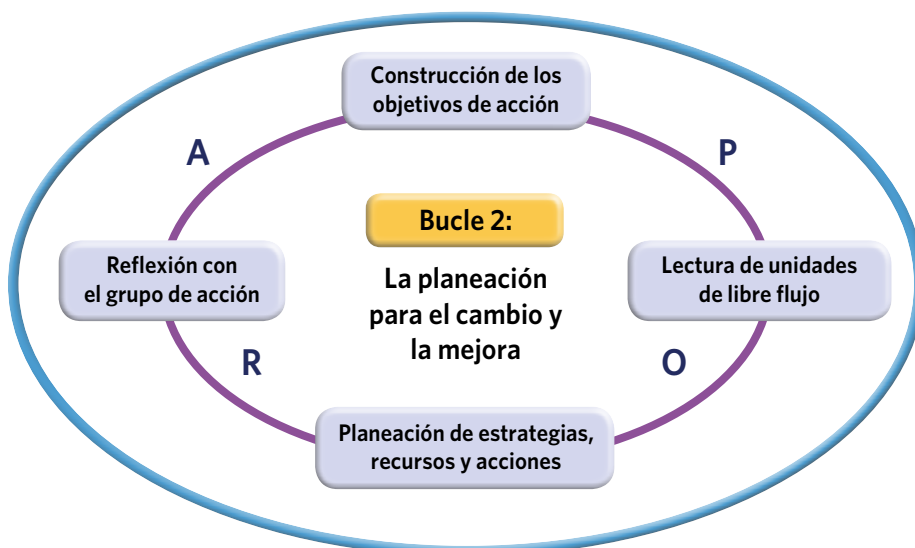 Construcción de los
objetivos de acción
A
P
Bucle 2:
Reflexión con
el grupo de acción
La planeación
para el cambio y
la mejora
Lectura de unidades
de libre flujo
R
O
Planeación de estrategias,
recursos y acciones